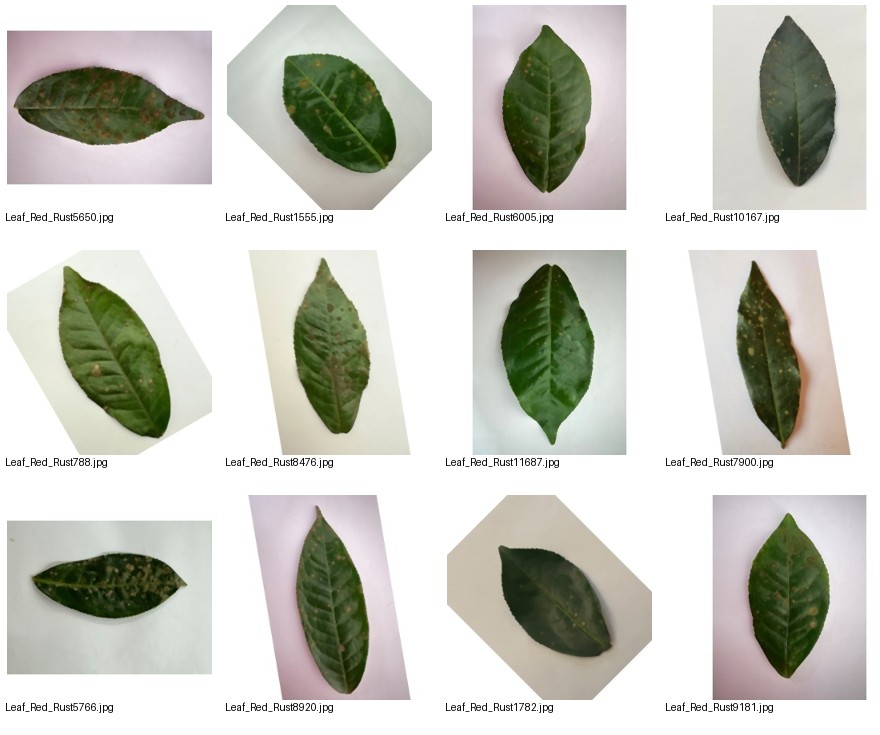 Leaf_Red_Rust5650.jpg
Leaf_Red_Rust1555.jpg
Leaf_Red_Rust6005.jpg
Leaf_Red_Rust10167.jpg
Leaf_Red_Rust788.jpg
Leaf_Red_Rust8476.jpg
Leaf_Red_Rust11687.jpg
Leaf_Red_Rust7900.jpg
Leaf_Red_Rust5766.jpg
Leaf_Red_Rust8920.jpg
Leaf_Red_Rust1782.jpg
Leaf_Red_Rust9181.jpg